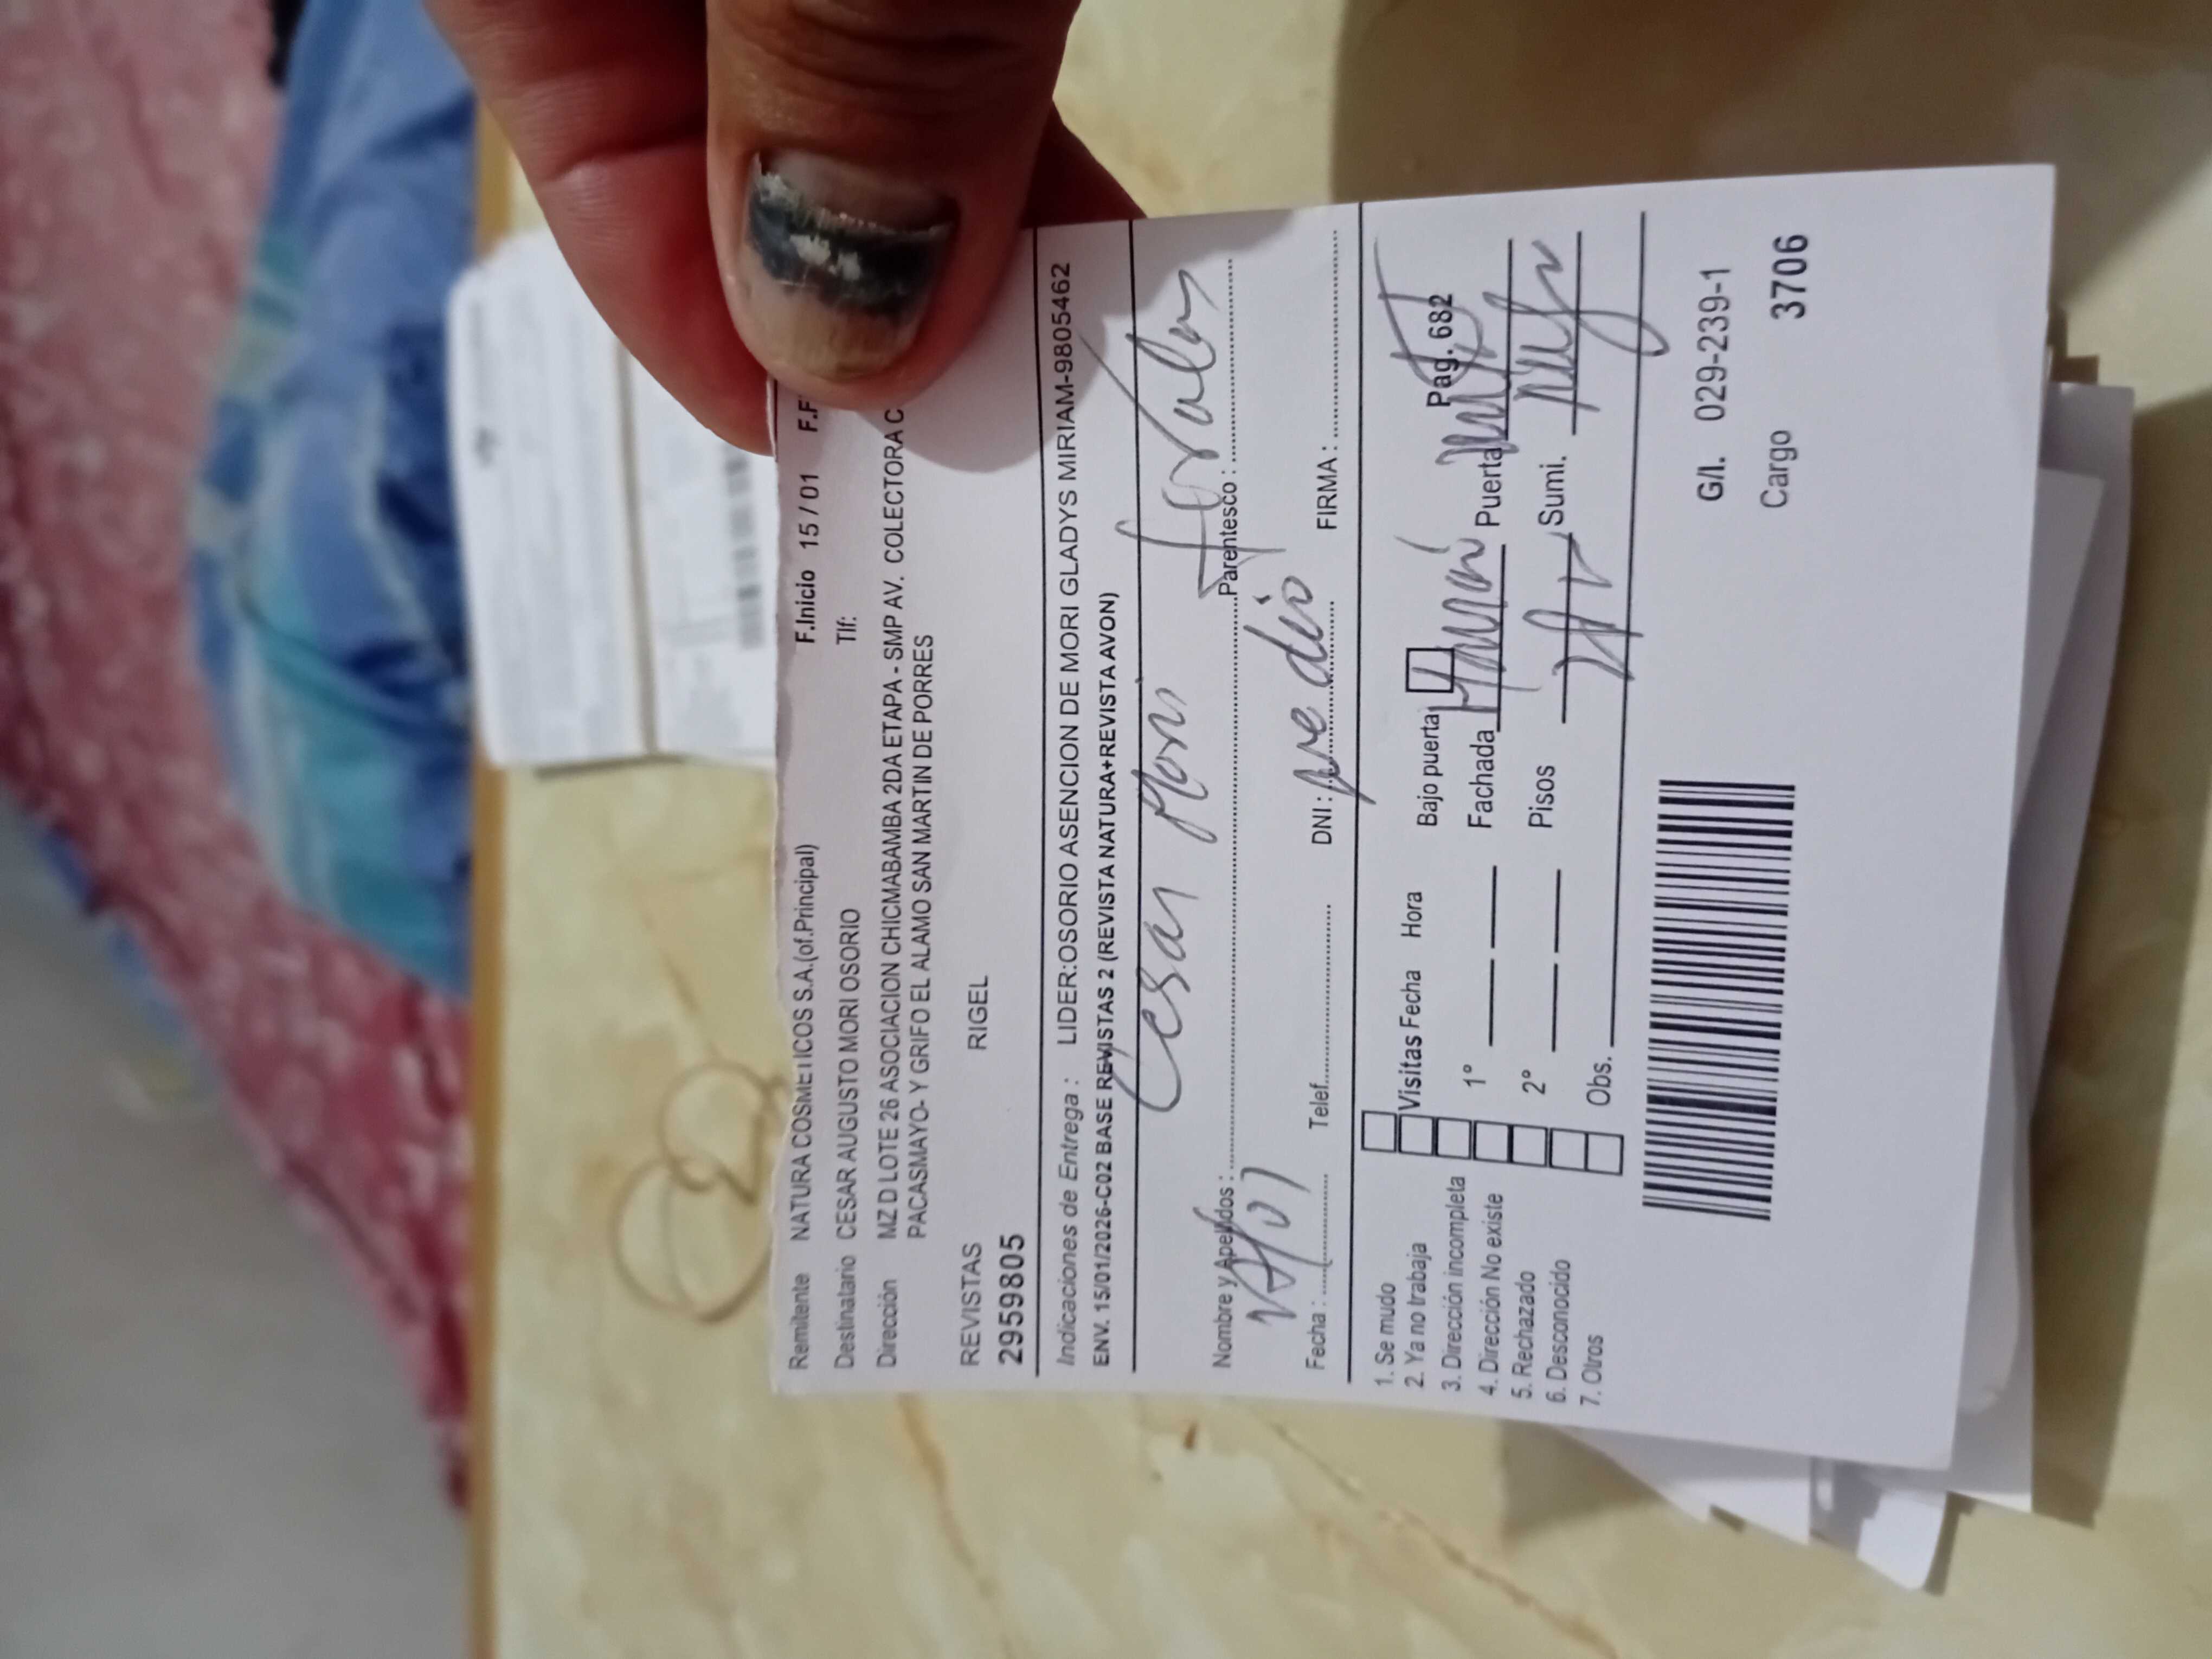 Remitente NATURA COSMETICOS S.A.(of.Principal) F.Inicio 15 / 01 F.F
Destinatario CESAR AUGUSTO MORI OSORIO Tlf:
Dirección MZ D LOTE 26 ASOCIACION CHICMABAMBA 2DA ETAPA - SMP AV. COLECTORA C
PACASMAYO- Y GRIFO EL ALAMO SAN MARTIN DE PORRES
REVISTAS RIGEL
2959805
Indicaciones de Entrega : LIDER:OSORIO ASENCION DE MORI GLADYS MIRIAM-9805462
ENV. 15/01/2026-C02 BASE REVISTAS 2 (REVISTA NATURA+REVISTA AVON)
Cesar Mori
Nombre y Apellidos : Parentesco :
predio
Fecha : Telef. DNI : FIRMA :
1. Se mudo
2. Ya no trabaja
3. Dirección incompleta
4. Dirección No existe
5. Rechazado
6. Desconocido
7. Otros
Visitas Fecha Hora
1°
2°
Obs.
Bajo puerta Pag. 682
Fachada Puerta
Pisos Sumi.
G/I. 029-239-1
Cargo 3706